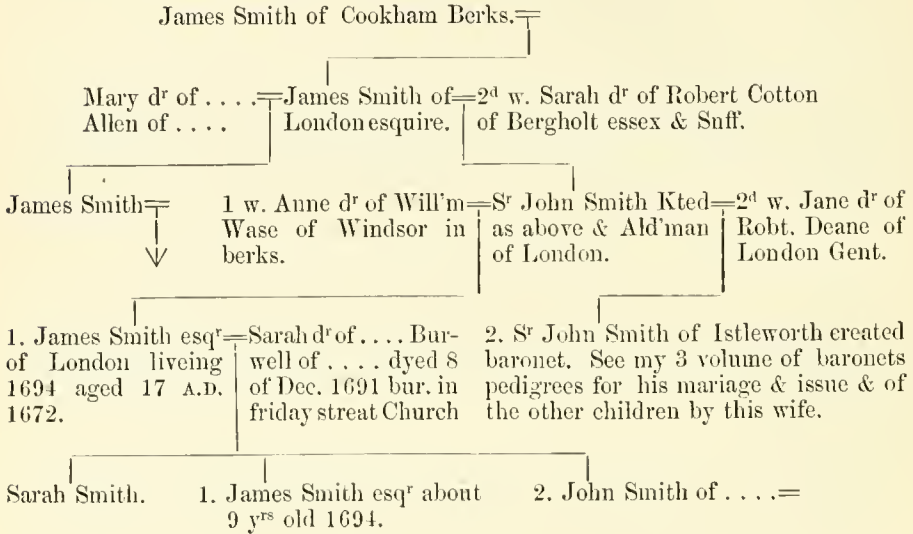 James Smith of Cookham Berks.
Mary dʳ of . . . .
Allen of . . . .
James Smith of
London esquire.
2ᵈ w. Sarah dʳ of Robert Cotton
of Bergholt essex & Suff.
James Smith
1 w. Anne dʳ of Will'm
Wase of Windsor in
berks.
Sʳ John Smith Kted
as above & Ald'man
of London.
2ᵈ w. Jane dʳ of
Robt. Deane of
London Gent.
1. James Smith esqʳ
of London liveing
1694 aged 17 A.D.
1672.
Sarah dʳ of . . . . Bur-
well of . . . . dyed 8
of Dec. 1691 bur. in
friday streat Church
2. Sʳ John Smith of Istleworth created
baronet. See my 3 volume of baronets
pedigrees for his mariage & issue & of
the other children by this wife.
Sarah Smith.
1. James Smith esqʳ about
9 yʳˢ old 1694.
2. John Smith of . . . .=